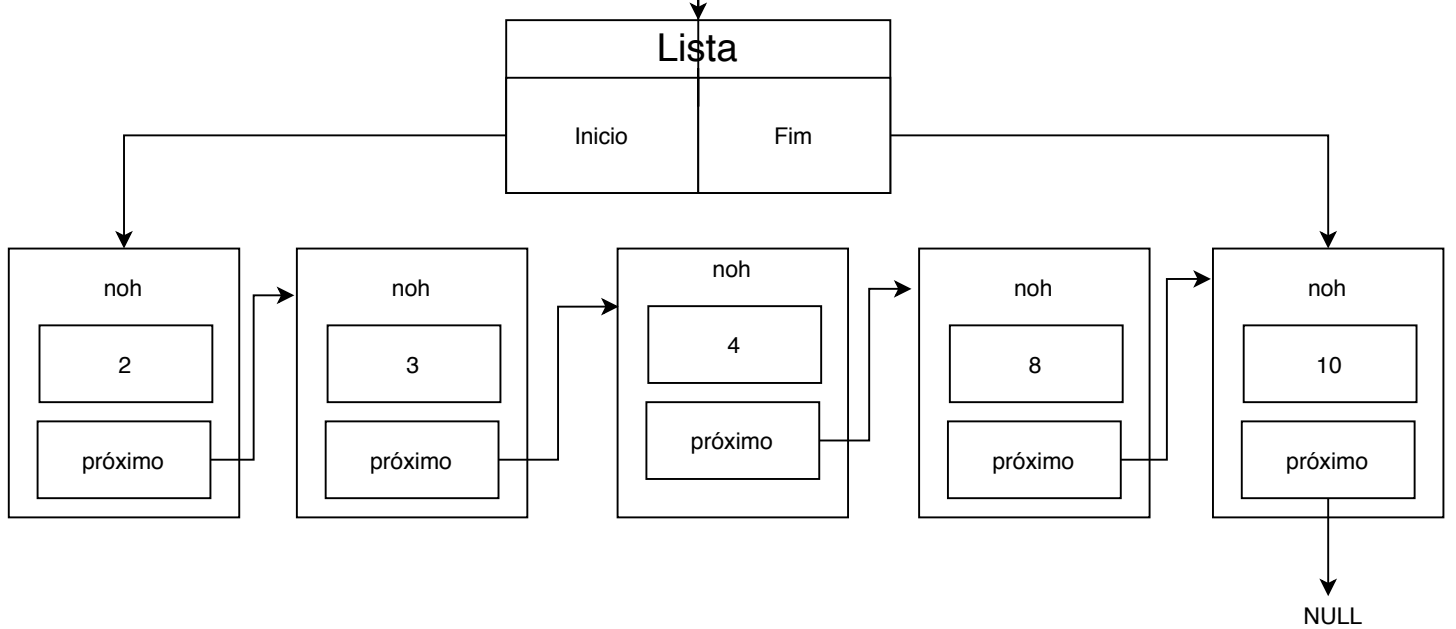 Lista
Inicio
Fim
noh
2
próximo
noh
3
próximo
noh
4
próximo
noh
8
próximo
noh
10
próximo
NULL